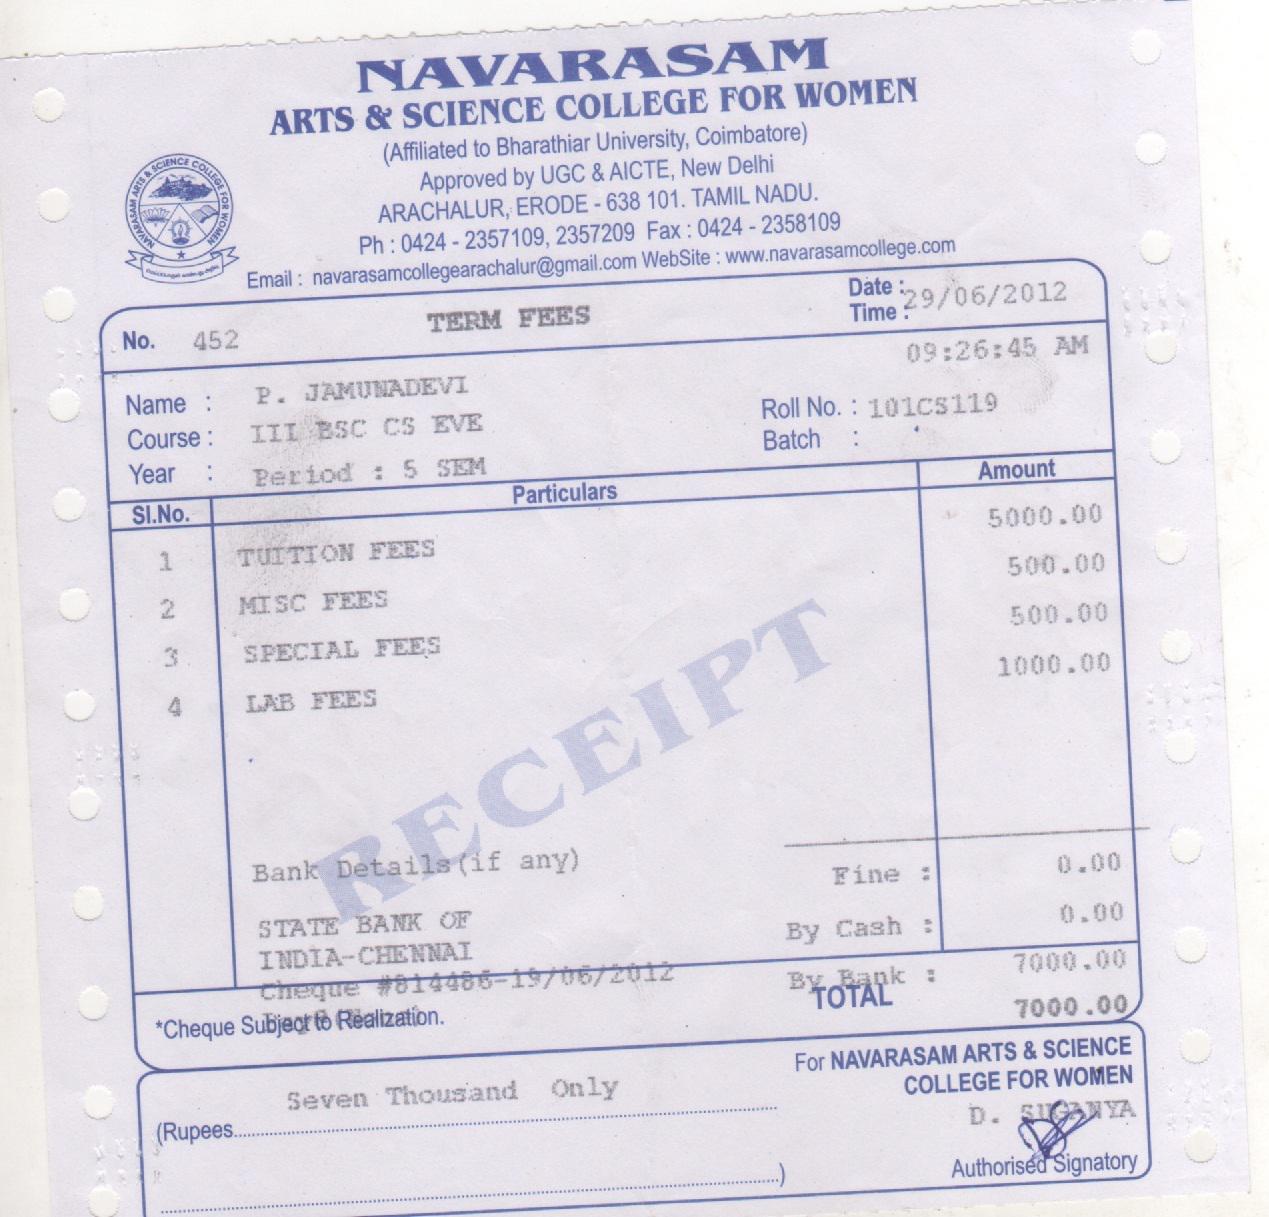 NAVARASAM
ARTS & SCIENCE COLLEGE FOR WOMEN
(Affiliated to Bharathiar University, Coimbatore)
Approved by UGC & AICTE, New Delhi
ARACHALUR, ERODE - 638 101. TAMIL NADU.
Ph : 0424 - 2357109, 2357209 Fax : 0424 - 2358109
Email : navarasamcollegearachalur@gmail.com WebSite : www.navarasamcollege.com
NAVARASAM ARTS & SCIENCE COLLEGE FOR WOMEN
No. 452 TERM FEES Date : 29/06/2012
Time :
09:26:45 AM
Name : P. JAMUNADEVI
Roll No. : 101CS119
Course : III BSC CS EVE
Batch :
Year : Period : 5 SEM
Sl.No. Particulars Amount
1 TUITION FEES 5000.00
2 MISC FEES 500.00
3 SPECIAL FEES 500.00
4 LAB FEES 1000.00
RECEIPT
Bank Details(if any) Fine : 0.00
STATE BANK OF By Cash : 0.00
INDIA-CHENNAI
Cheque #814486-19/06/2012 By Bank : 7000.00
*Cheque Subject to Realization. TOTAL 7000.00
For NAVARASAM ARTS & SCIENCE
COLLEGE FOR WOMEN
Seven Thousand Only
(Rupees
D. SUGANYA
Authorised Signatory
)